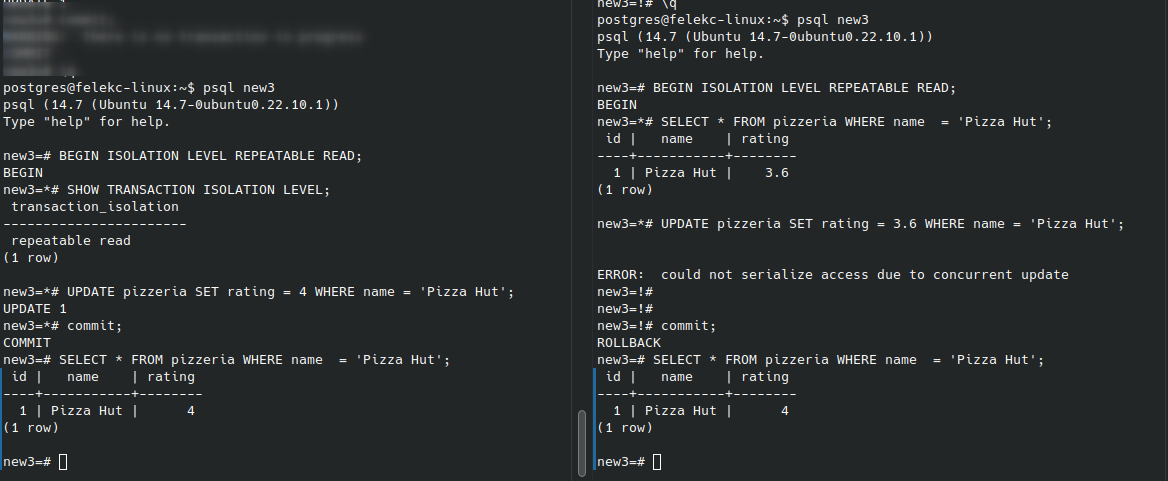 postgres@felekc-linux:~$ psql new3
psql (14.7 (Ubuntu 14.7-0ubuntu0.22.10.1))
Type "help" for help.
new3=# BEGIN ISOLATION LEVEL REPEATABLE READ;
BEGIN
new3=*# SHOW TRANSACTION ISOLATION LEVEL;
 transaction_isolation
-----------------------
 repeatable read
(1 row)
new3=*# UPDATE pizzeria SET rating = 4 WHERE name = 'Pizza Hut';
UPDATE 1
new3=*# commit;
COMMIT
new3=# SELECT * FROM pizzeria WHERE name  = 'Pizza Hut';
 id |   name    | rating
----+-----------+--------
  1 | Pizza Hut |      4
(1 row)
new3=#
new3=!# \q
postgres@felekc-linux:~$ psql new3
psql (14.7 (Ubuntu 14.7-0ubuntu0.22.10.1))
Type "help" for help.
new3=# BEGIN ISOLATION LEVEL REPEATABLE READ;
BEGIN
new3=*# SELECT * FROM pizzeria WHERE name  = 'Pizza Hut';
 id |   name    | rating
----+-----------+--------
  1 | Pizza Hut |    3.6
(1 row)
new3=*# UPDATE pizzeria SET rating = 3.6 WHERE name = 'Pizza Hut';
ERROR:  could not serialize access due to concurrent update
new3=!#
new3=!#
new3=!# commit;
ROLLBACK
new3=# SELECT * FROM pizzeria WHERE name  = 'Pizza Hut';
 id |   name    | rating
----+-----------+--------
  1 | Pizza Hut |      4
(1 row)
new3=#